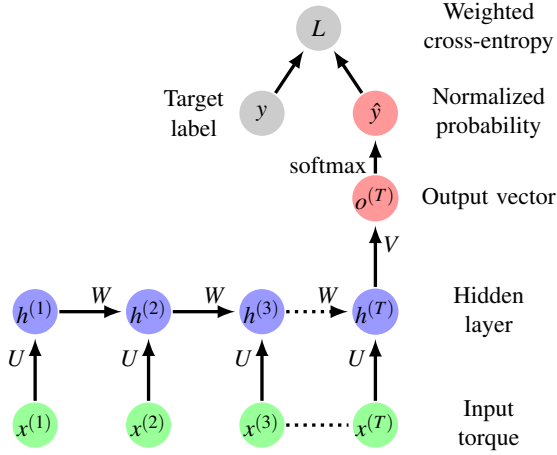 L
Weighted
cross-entropy
Target
label
y
ŷ
Normalized
probability
softmax
o^(T)
Output vector
V
h^(1)
W
h^(2)
W
h^(3)
W
h^(T)
Hidden
layer
U
U
U
U
x^(1)
x^(2)
x^(3)
x^(T)
Input
torque